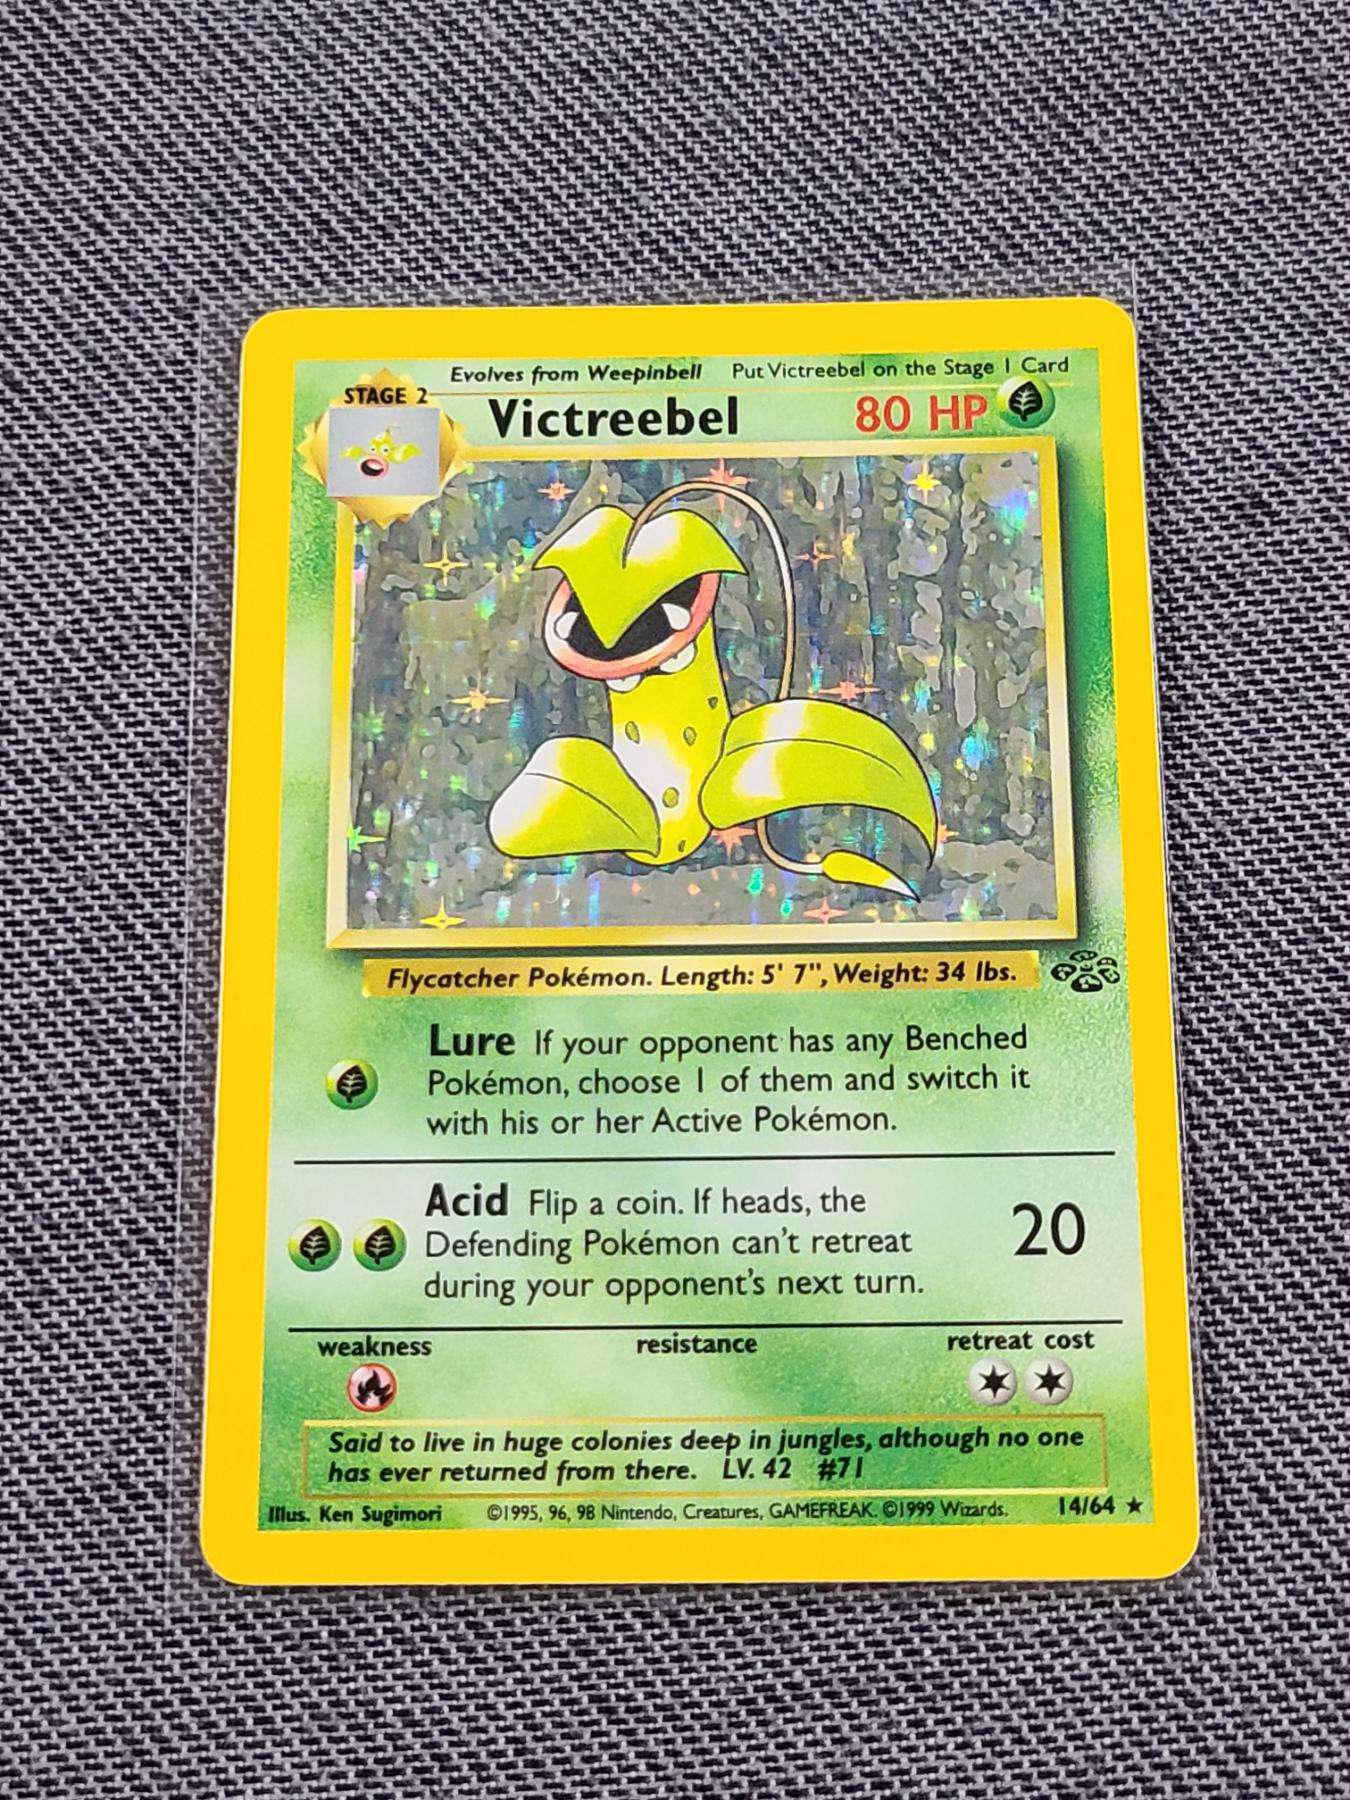 Evolves from Weepinbell Put Victreebel on the Stage 1 Card
STAGE 2
Victreebel 80 HP
Flycatcher Pokémon. Length: 5' 7", Weight: 34 lbs.
Lure If your opponent has any Benched
Pokémon, choose 1 of them and switch it
with his or her Active Pokémon.
Acid Flip a coin. If heads, the
Defending Pokémon can't retreat
during your opponent's next turn.
20
weakness resistance retreat cost
Said to live in huge colonies deep in jungles, although no one
has ever returned from there. LV. 42 #71
Illus. Ken Sugimori ©1995, 96, 98 Nintendo, Creatures, GAMEFREAK. ©1999 Wizards. 14/64 ★